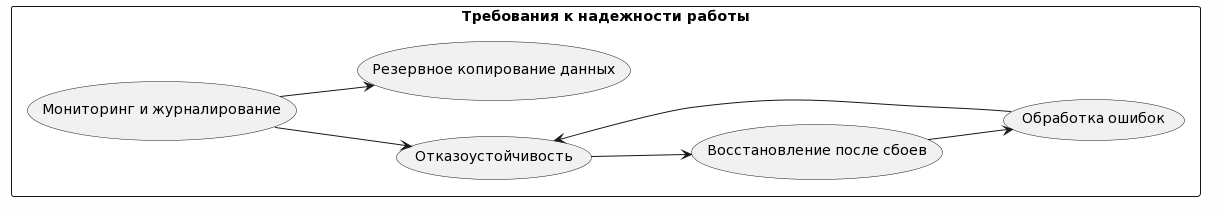 Требования к надежности работы
Резервное копирование данных
Мониторинг и журналирование
Обработка ошибок
Восстановление после сбоев
Отказоустойчивость